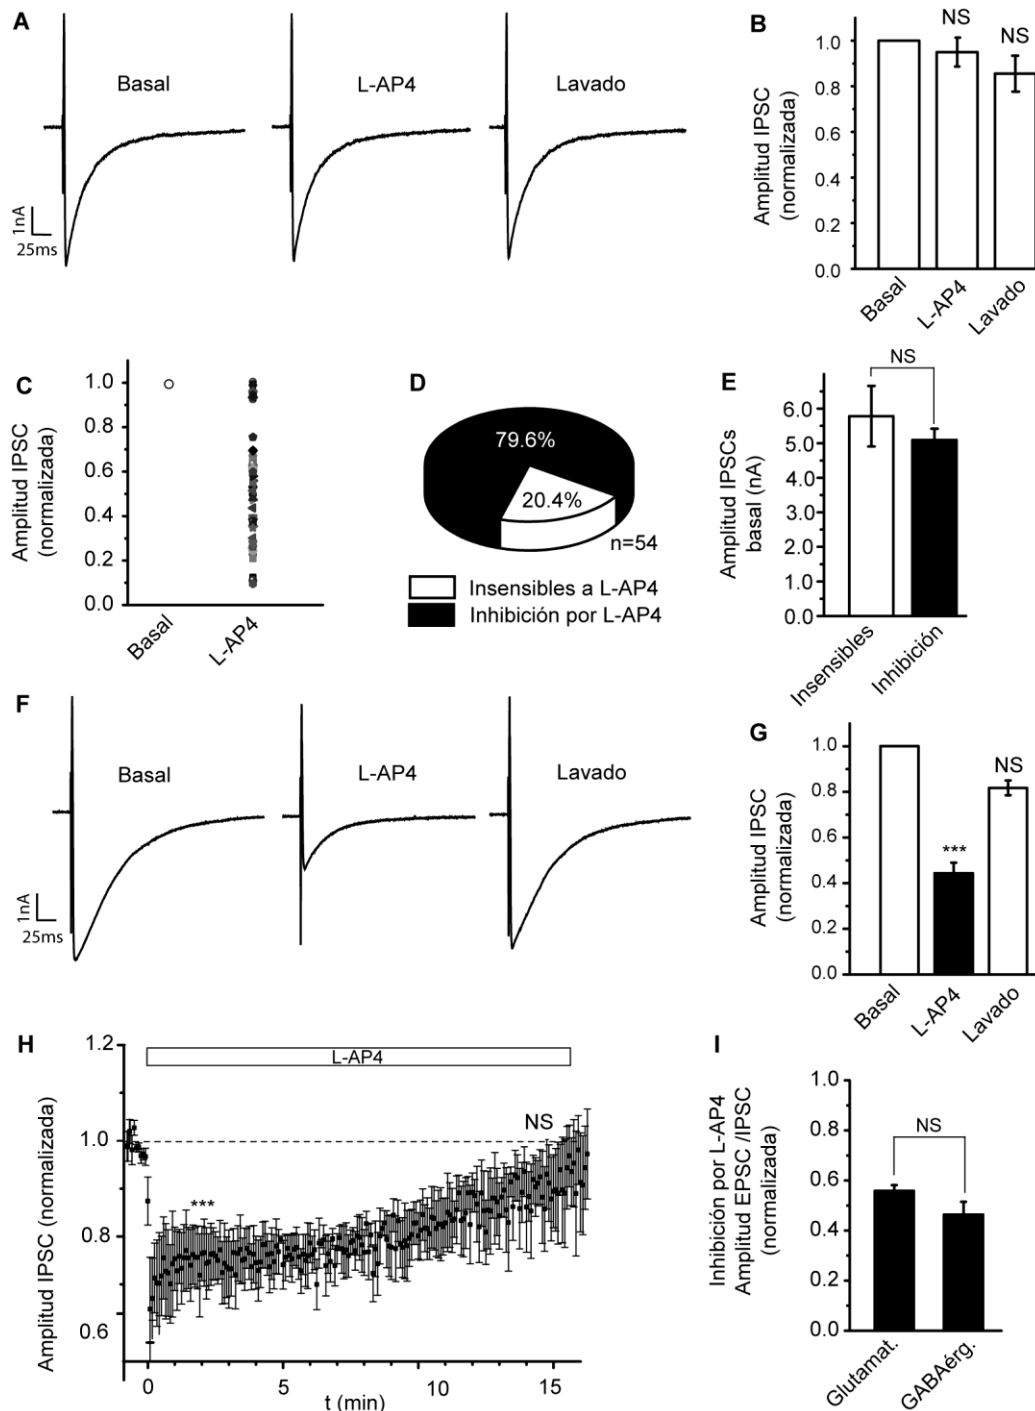 A
Basal
L-AP4
Lavado
1nA
25ms
B
Amplitud IPSC
(normalizada)
1.0
0.8
0.6
0.4
0.2
0.0
NS
NS
Basal
L-AP4
Lavado
C
Amplitud IPSC
(normalizada)
1.0
0.8
0.6
0.4
0.2
0.0
Basal
L-AP4
D
79.6%
20.4%
n=54
Insensibles a L-AP4
Inhibición por L-AP4
E
NS
Amplitud IPSCs
basal (nA)
6.0
5.0
4.0
3.0
2.0
1.0
0.0
Insensibles
Inhibición
F
Basal
L-AP4
Lavado
1nA
25ms
G
Amplitud IPSC
(normalizada)
1.0
0.8
0.6
0.4
0.2
0.0
***
NS
Basal
L-AP4
Lavado
H
Amplitud IPSC (normalizada)
1.2
1.0
0.8
0.6
L-AP4
***
NS
0
5
10
15
t (min)
I
Inhibición por L-AP4
Amplitud EPSC /IPSC
(normalizada)
1.0
0.8
0.6
0.4
0.2
0.0
NS
Glutamat.
GABAérg.